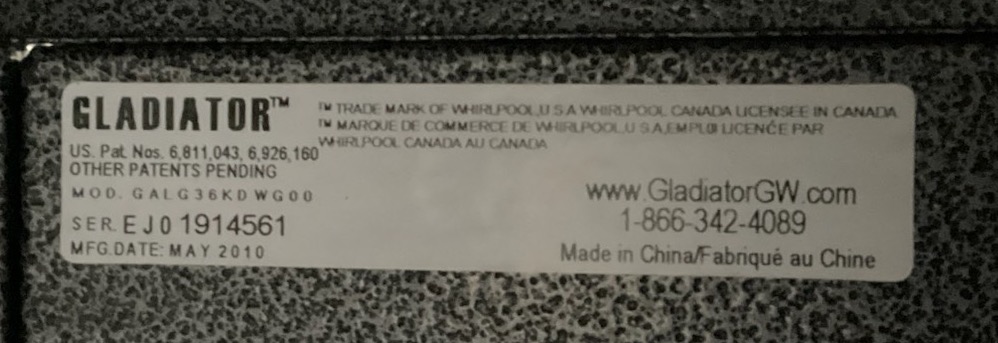 GLADIATOR™
US. Pat. Nos. 6,811,043, 6,926,160
OTHER PATENTS PENDING
MOD. GALG36KDWG00
SER. EJ0 1914561
MFG.DATE: MAY 2010
™ TRADE MARK OF WHIRLPOOL,U S A WHIRLPOOL CANADA LICENSEE IN CANADA
™ MARQUE DE COMMERCE DE WHIRLPOOL,U S A,EMPLOI LICENCÉE PAR
WHIRLPOOL CANADA AU CANADA
www.GladiatorGW.com
1-866-342-4089
Made in China/Fabriqué au Chine